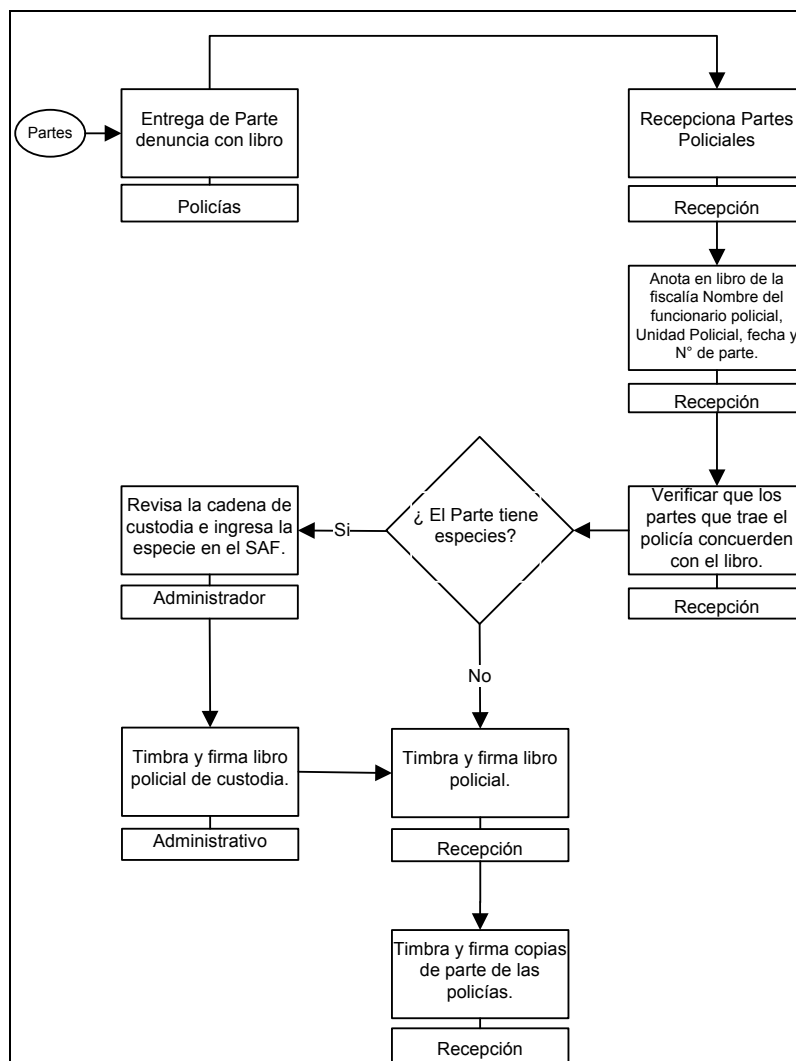 Partes
Entrega de Parte
denuncia con libro
Policías
Recepciona Partes
Policiales
Recepción
Anota en libro de la
fiscalía Nombre del
funcionario policial,
Unidad Policial, fecha y
N° de parte.
Recepción
Verificar que los
partes que trae el
policía concuerden
con el libro.
Recepción
¿ El Parte tiene
especies?
Si
Revisa la cadena de
custodia e ingresa la
especie en el SAF.
Administrador
No
Timbra y firma libro
policial de custodia.
Administrativo
Timbra y firma libro
policial.
Recepción
Timbra y firma copias
de parte de las
policías.
Recepción